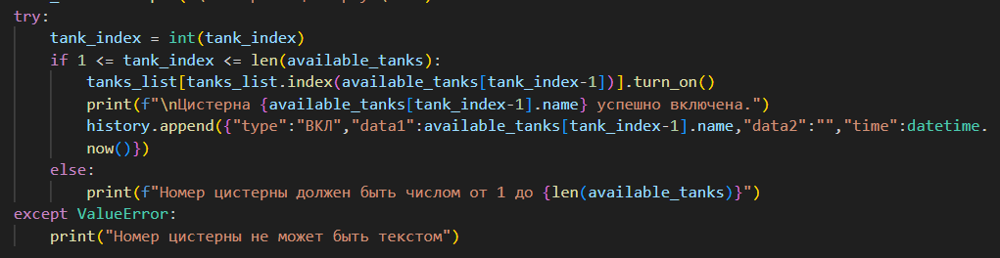 try:
    tank_index = int(tank_index)
    if 1 <= tank_index <= len(available_tanks):
        tanks_list[tanks_list.index(available_tanks[tank_index-1])].turn_on()
        print(f"\nЦистерна {available_tanks[tank_index-1].name} успешно включена.")
        history.append({"type":"ВКЛ","data1":available_tanks[tank_index-1].name,"data2":"","time":datetime.
        now()})
    else:
        print(f"Номер цистерны должен быть числом от 1 до {len(available_tanks)}")
except ValueError:
    print("Номер цистерны не может быть текстом")